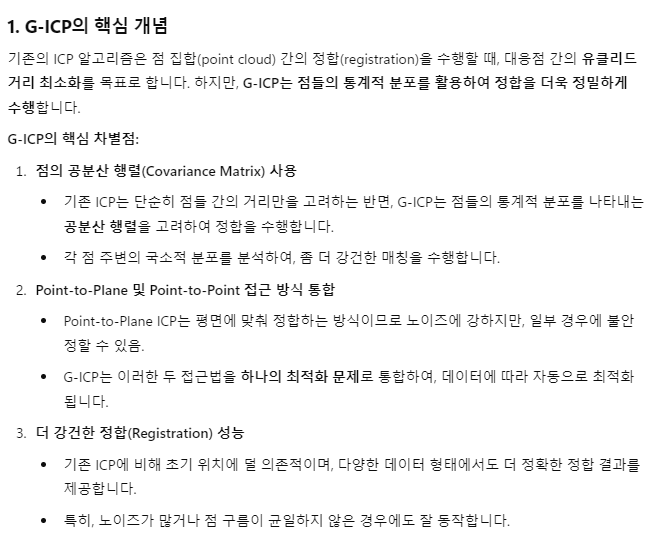 1. G-ICP의 핵심 개념
기존의 ICP 알고리즘은 점 집합(point cloud) 간의 정합(registration)을 수행할 때, 대응점 간의 유클리드
거리 최소화를 목표로 합니다. 하지만, G-ICP는 점들의 통계적 분포를 활용하여 정합을 더욱 정밀하게
수행합니다.
G-ICP의 핵심 차별점:
1. 점의 공분산 행렬(Covariance Matrix) 사용
• 기존 ICP는 단순히 점들 간의 거리만을 고려하는 반면, G-ICP는 점들의 통계적 분포를 나타내는
공분산 행렬을 고려하여 정합을 수행합니다.
• 각 점 주변의 국소적 분포를 분석하여, 좀 더 강건한 매칭을 수행합니다.
2. Point-to-Plane 및 Point-to-Point 접근 방식 통합
• Point-to-Plane ICP는 평면에 맞춰 정합하는 방식이므로 노이즈에 강하지만, 일부 경우에 불안
정할 수 있음.
• G-ICP는 이러한 두 접근법을 하나의 최적화 문제로 통합하여, 데이터에 따라 자동으로 최적화
됩니다.
3. 더 강건한 정합(Registration) 성능
• 기존 ICP에 비해 초기 위치에 덜 의존적이며, 다양한 데이터 형태에서도 더 정확한 정합 결과를
제공합니다.
• 특히, 노이즈가 많거나 점 구름이 균일하지 않은 경우에도 잘 동작합니다.